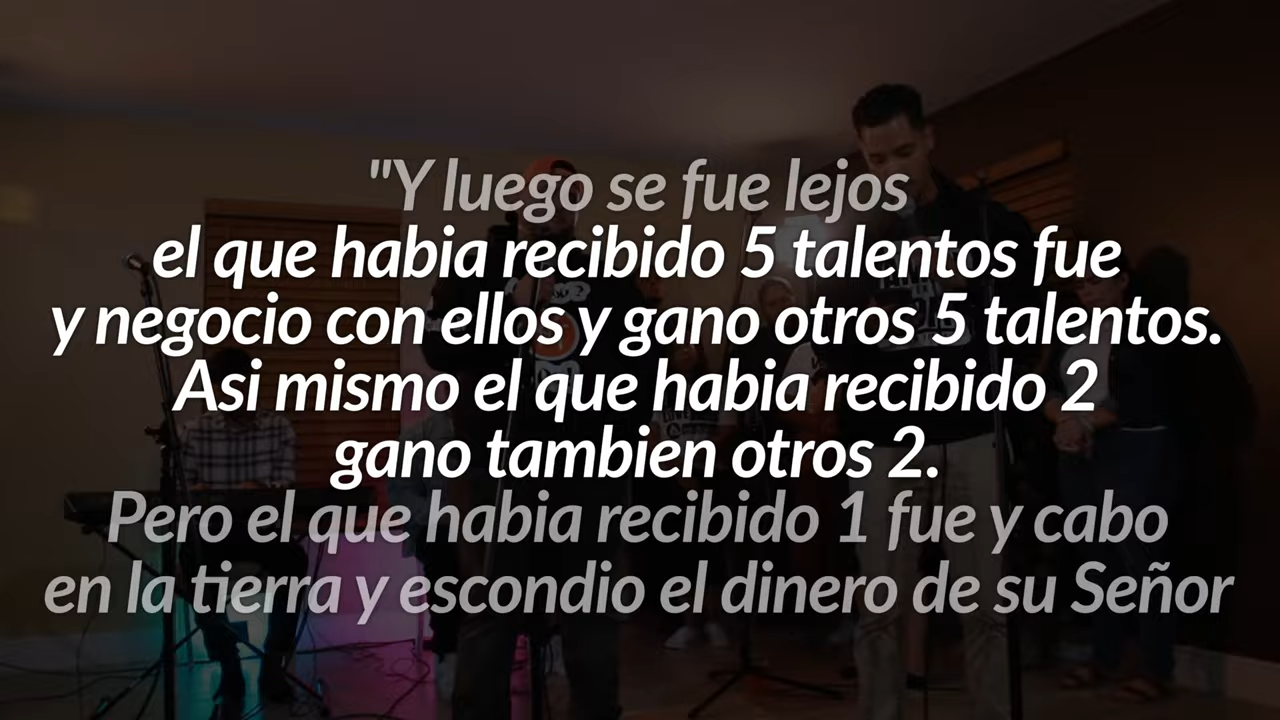 "Y luego se fue lejos
el que habia recibido 5 talentos fue
y negocio con ellos y gano otros 5 talentos.
Asi mismo el que habia recibido 2
gano tambien otros 2.
Pero el que habia recibido 1 fue y cabo
en la tierra y escondio el dinero de su Señor